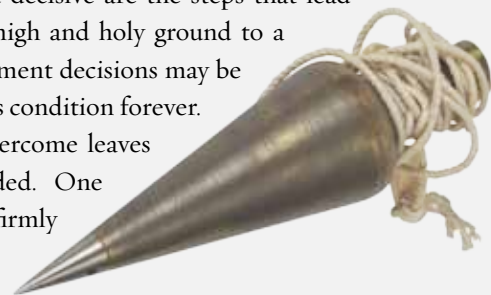 decisive are the steps that lead
high and holy ground to a
ment decisions may be
s condition forever.
ercome leaves
ded. One
firmly